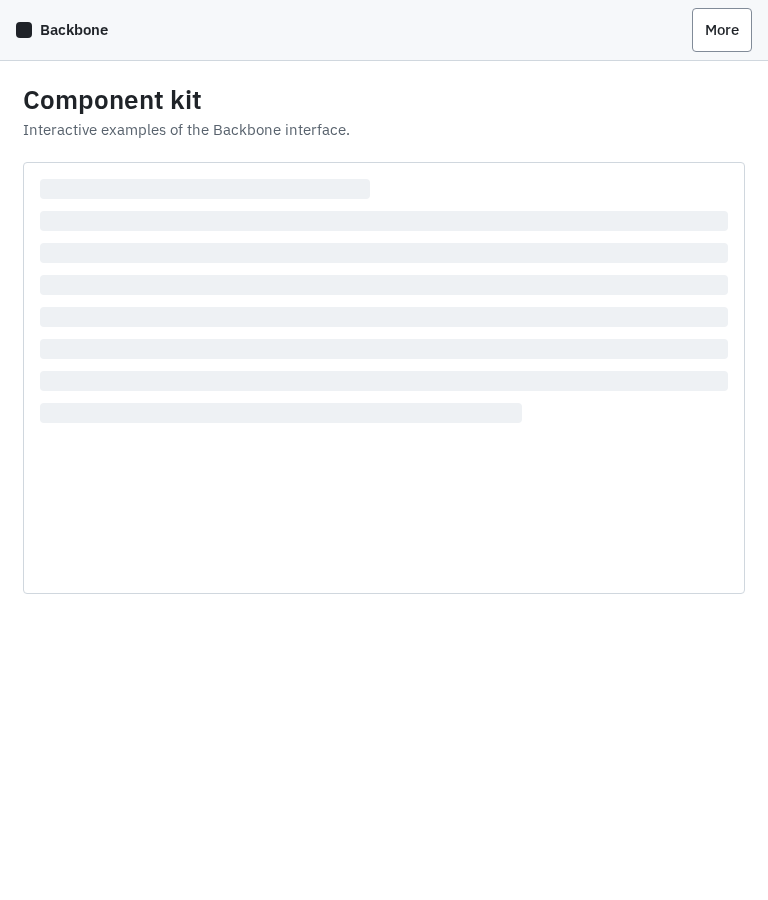 Backbone
More
Component kit
Interactive examples of the Backbone interface.